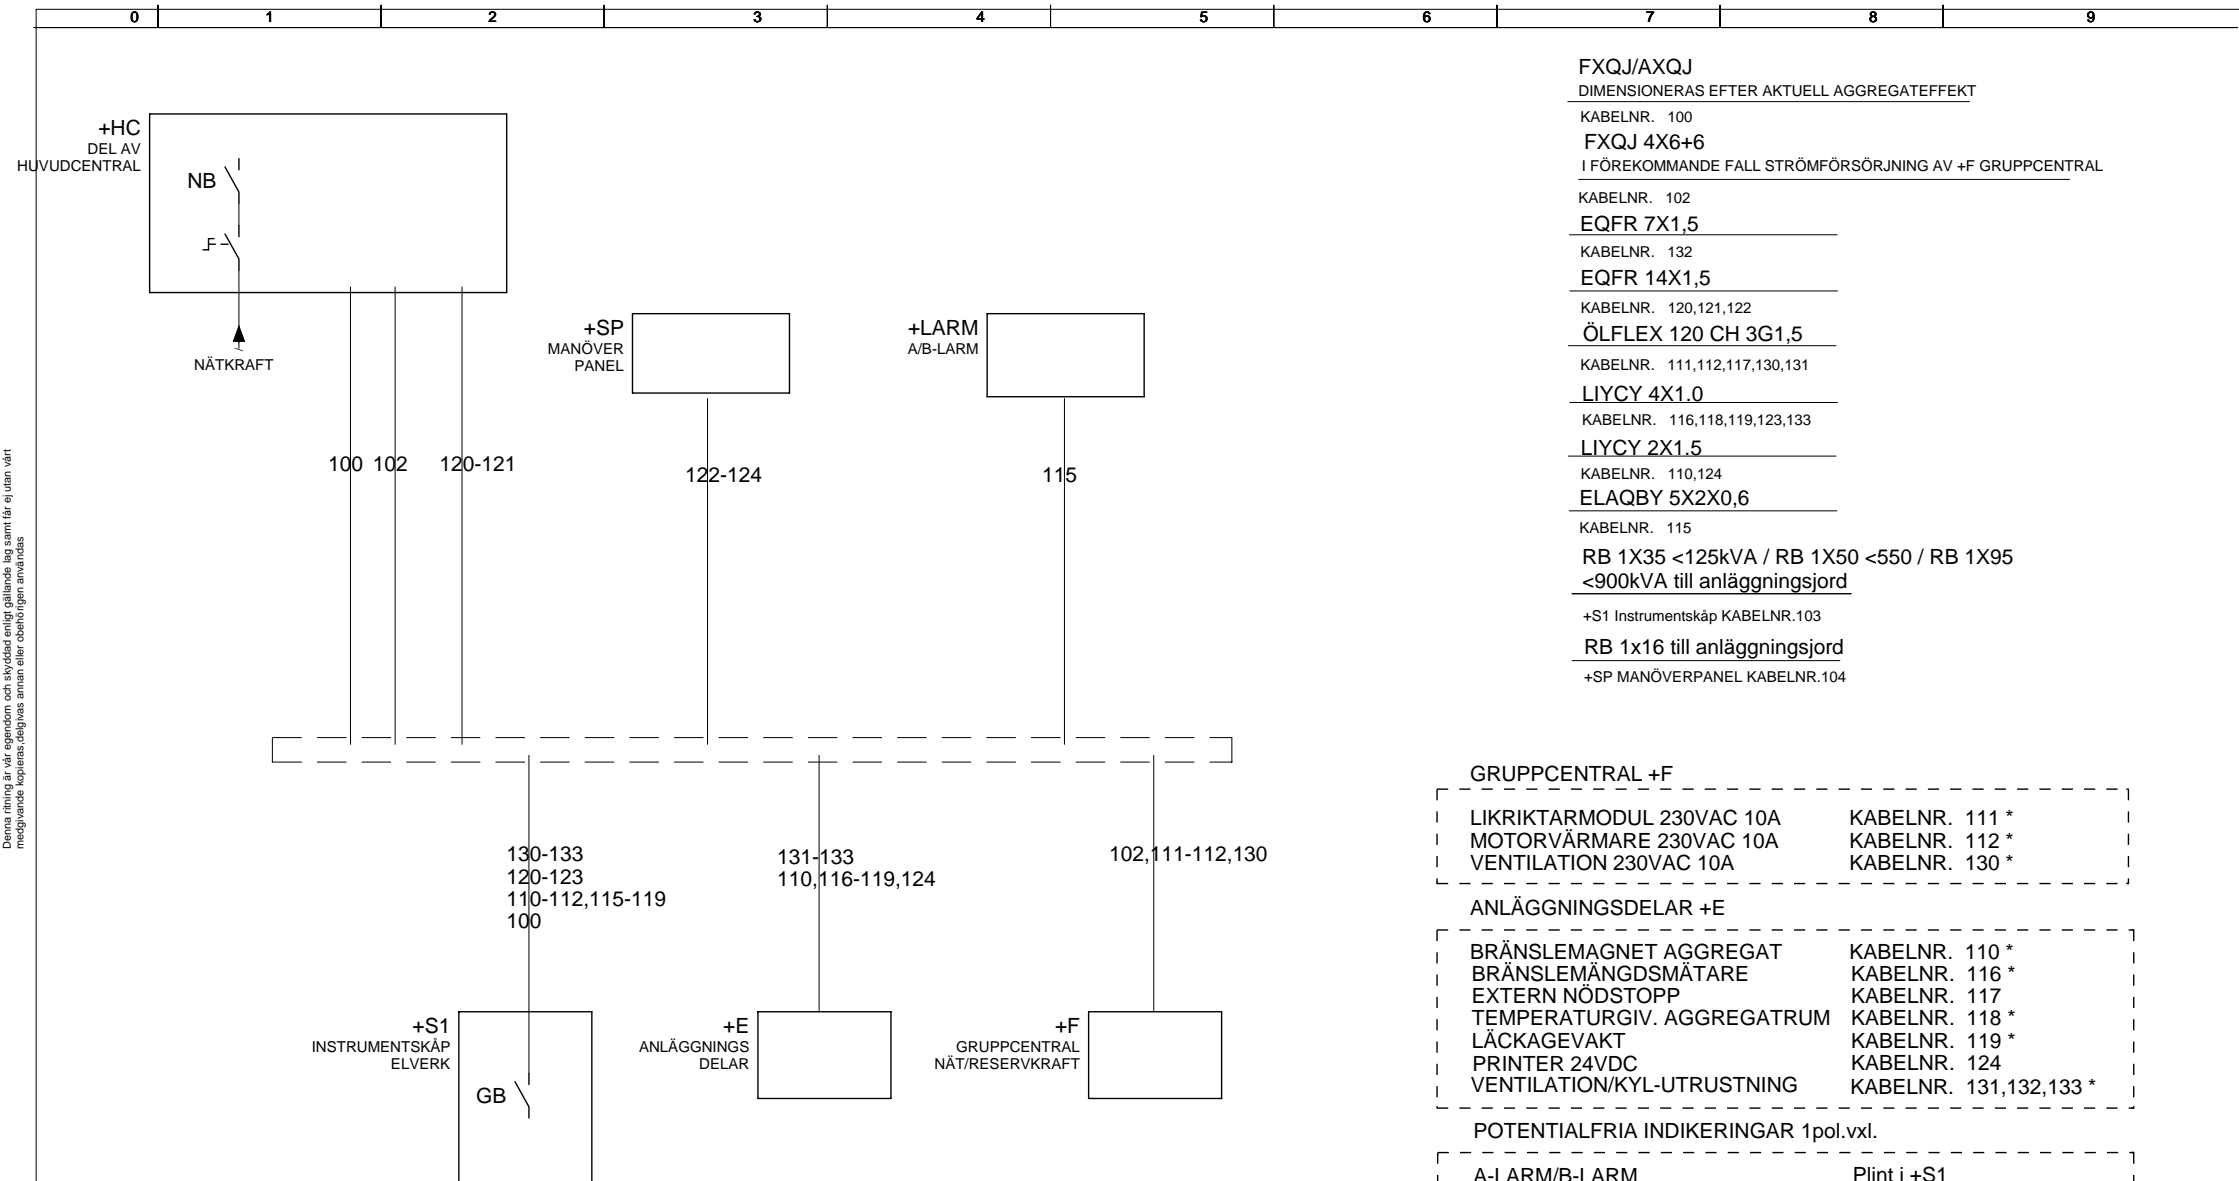 0 1 2 3 4 5 6 7 8 9
+HC
DEL AV
HUVUDCENTRAL
NB
NÄTKRAFT
+SP
MANÖVER
PANEL
+LARM
A/B-LARM
100 102 120-121
122-124
115
130-133
120-123
110-112,115-119
100
131-133
110,116-119,124
102,111-112,130
+S1
INSTRUMENTSKÅP
ELVERK
GB
+E
ANLÄGGNINGS
DELAR
+F
GRUPPCENTRAL
NÄT/RESERVKRAFT
Denna ritning är vår egendom och skyddad enligt gällande lag samt får ej utan vårt
medgivande kopieras,delgivas annan eller obehörigen användas
FXQJ/AXQJ
DIMENSIONERAS EFTER AKTUELL AGGREGATEFFEKT
KABELNR. 100
FXQJ 4X6+6
I FÖREKOMMANDE FALL STRÖMFÖRSÖRJNING AV +F GRUPPCENTRAL
KABELNR. 102
EQFR 7X1,5
KABELNR. 132
EQFR 14X1,5
KABELNR. 120,121,122
ÖLFLEX 120 CH 3G1,5
KABELNR. 111,112,117,130,131
LIYCY 4X1.0
KABELNR. 116,118,119,123,133
LIYCY 2X1.5
KABELNR. 110,124
ELAQBY 5X2X0,6
KABELNR. 115
RB 1X35 <125kVA / RB 1X50 <550 / RB 1X95
<900kVA till anläggningsjord
+S1 Instrumentskåp KABELNR.103
RB 1x16 till anläggningsjord
+SP MANÖVERPANEL KABELNR.104
GRUPPCENTRAL +F
LIKRIKTARMODUL 230VAC 10A KABELNR. 111 *
MOTORVÄRMARE 230VAC 10A KABELNR. 112 *
VENTILATION 230VAC 10A KABELNR. 130 *
ANLÄGGNINGSDELAR +E
BRÄNSLEMAGNET AGGREGAT KABELNR. 110 *
BRÄNSLEMÄNGDSMÄTARE KABELNR. 116 *
EXTERN NÖDSTOPP KABELNR. 117
TEMPERATURGIV. AGGREGATRUM KABELNR. 118 *
LÄCKAGEVAKT KABELNR. 119 *
PRINTER 24VDC KABELNR. 124
VENTILATION/KYL-UTRUSTNING KABELNR. 131,132,133 *
POTENTIALFRIA INDIKERINGAR 1pol.vxl.
A-LARM/B-LARM Plint i +S1